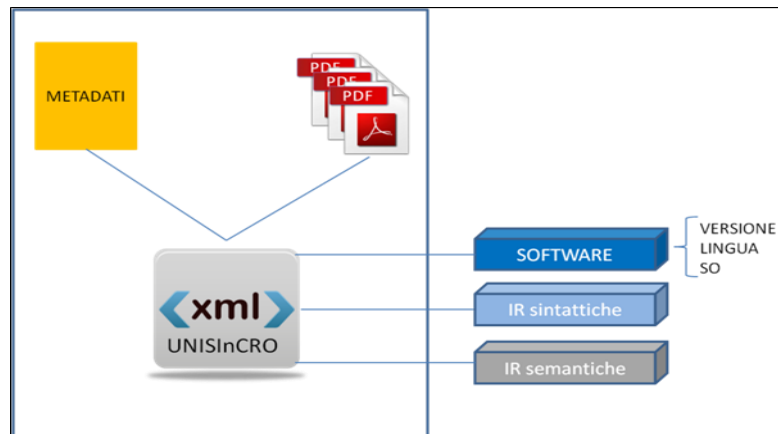 METADATI
PDF
PDF
PDF
xml
UNISInCRO
SOFTWARE
VERSIONE
LINGUA
SO
IR sintattiche
IR semantiche